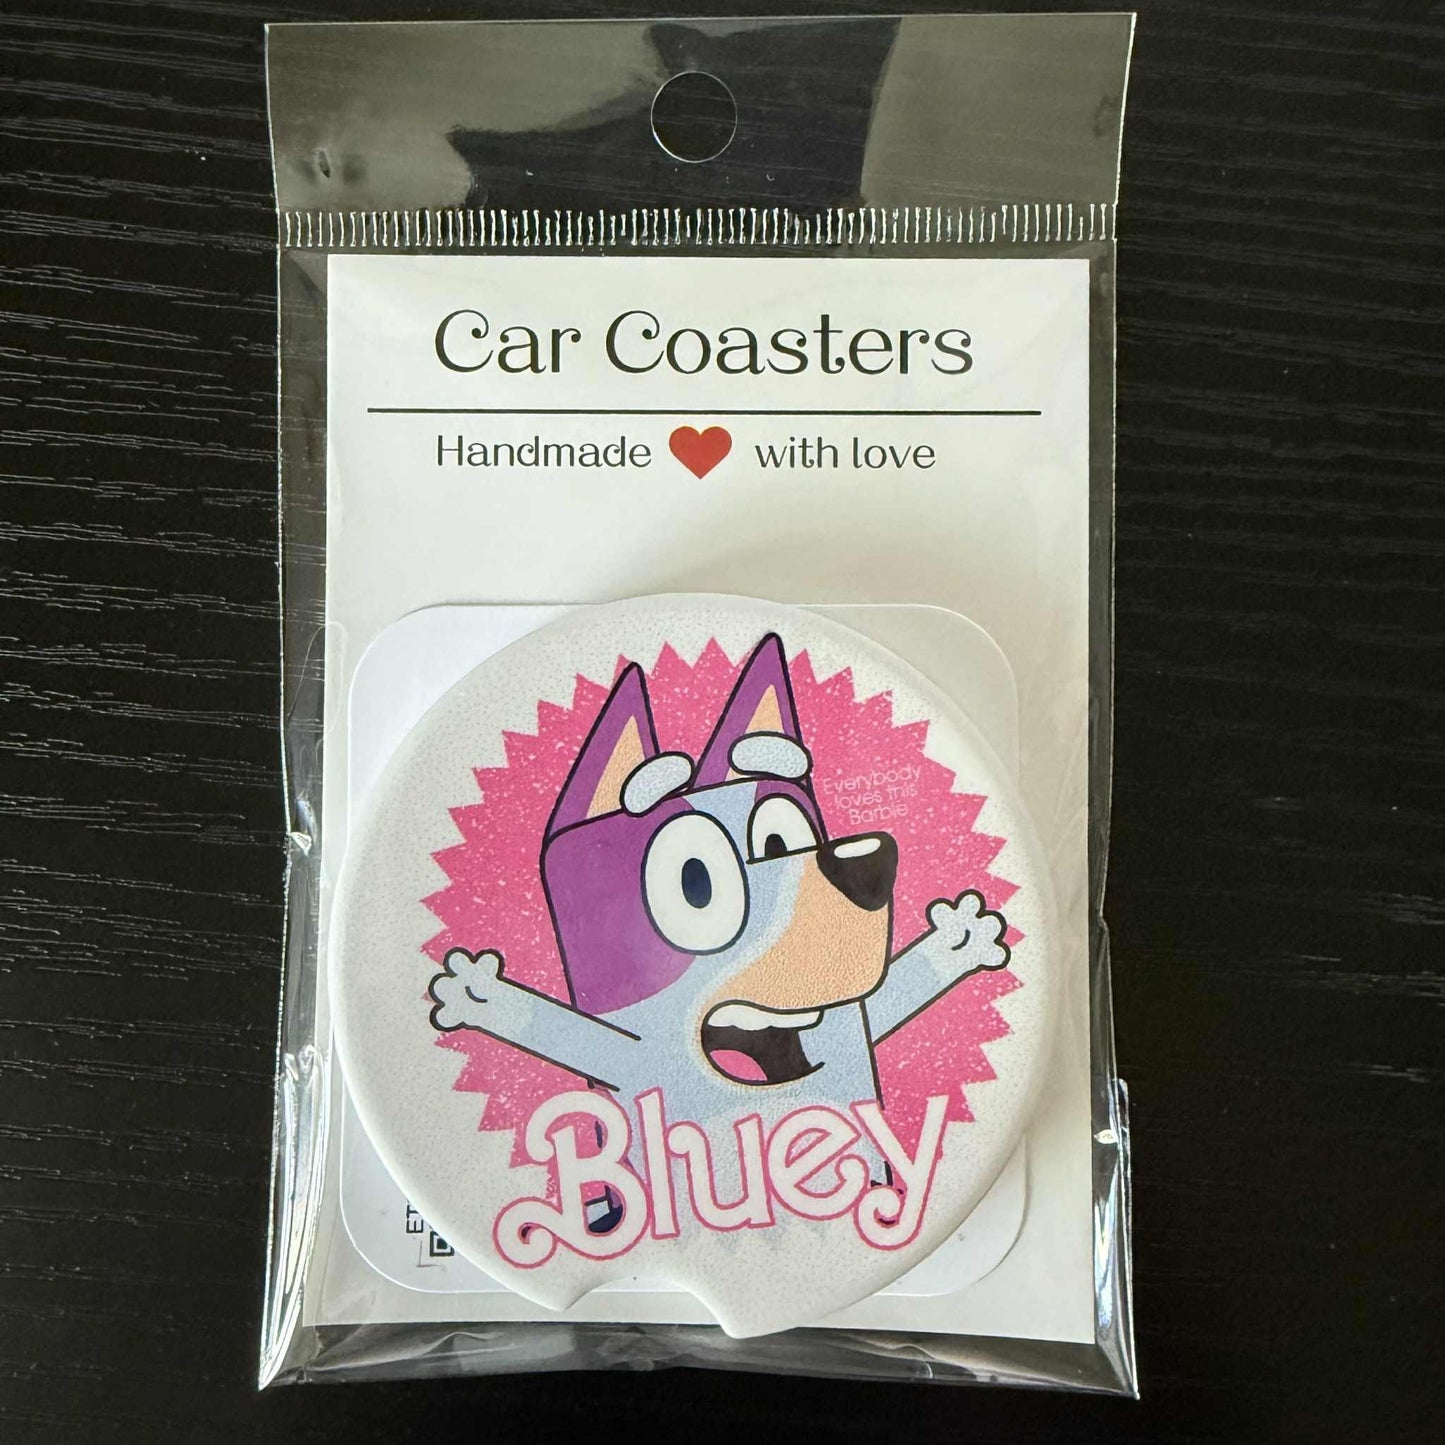 Car Coasters
Handmade with love
Everybody
loves this
Barbie
Bluey